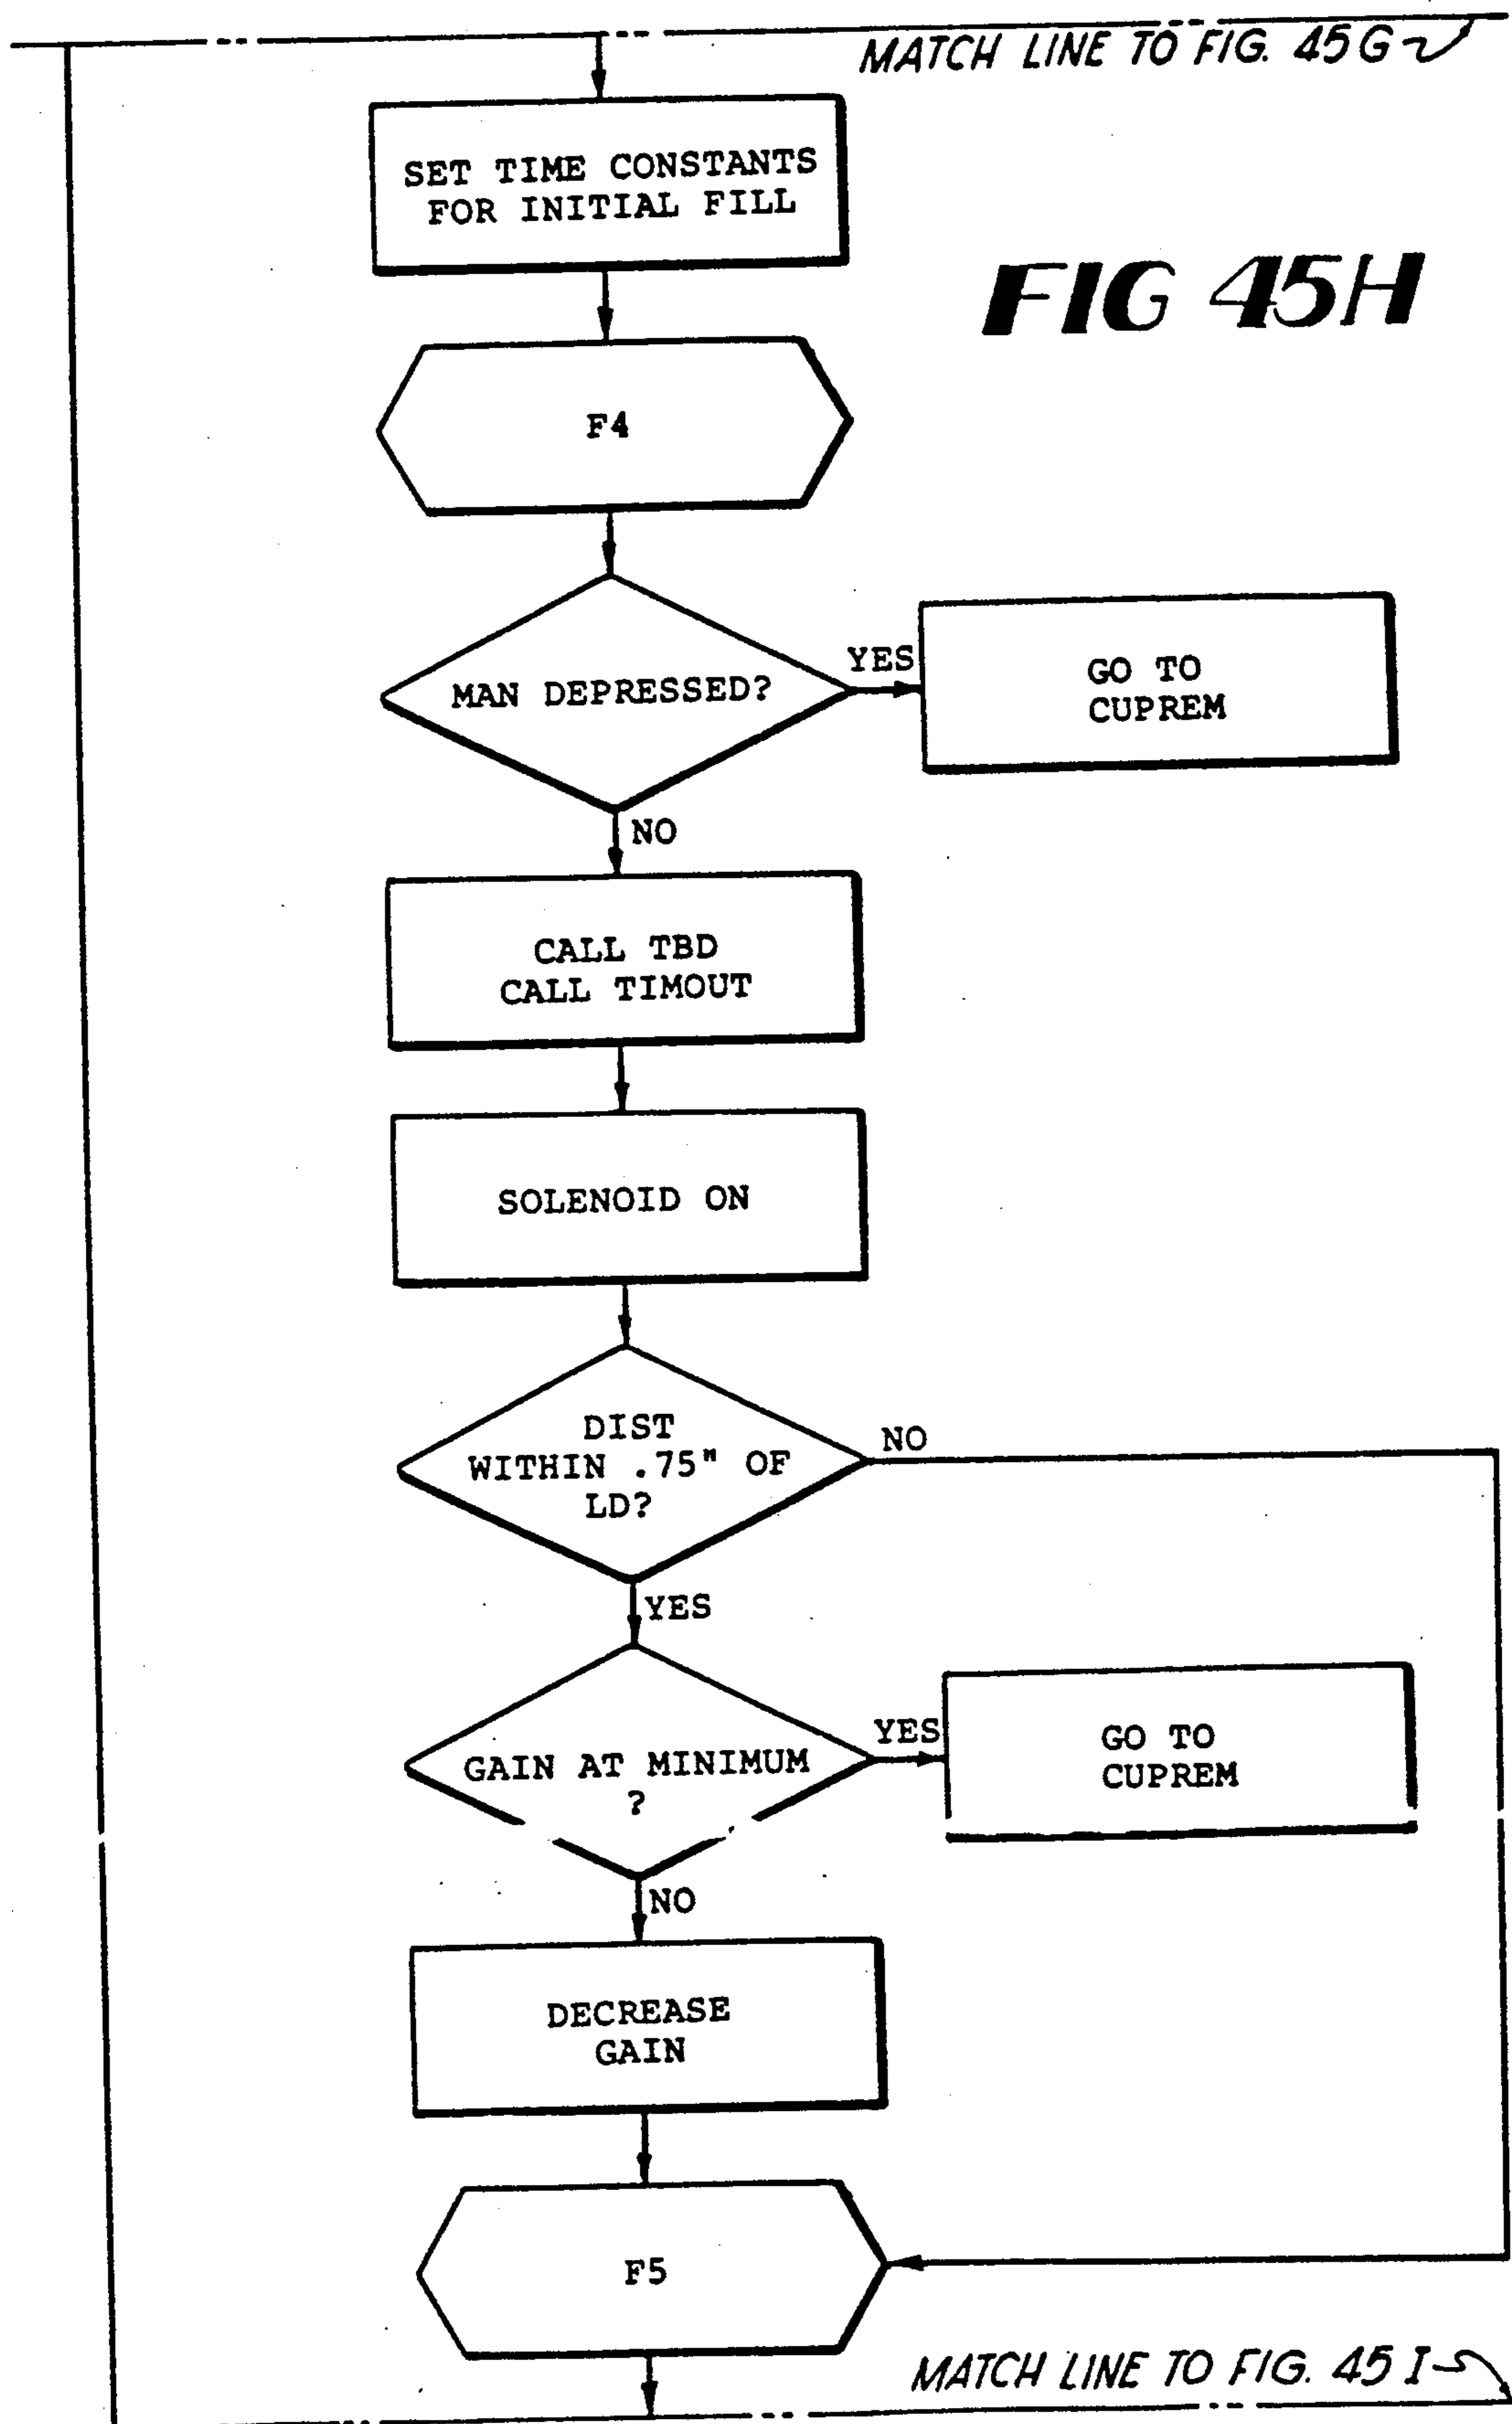 MATCH LINE TO FIG. 45G
SET TIME CONSTANTS
FOR INITIAL FILL
FIG 45H
F4
MAN DEPRESSED?
YES
GO TO
CUPREM
NO
CALL TBD
CALL TIMOUT
SOLENOID ON
DIST
WITHIN .75" OF
LD?
NO
YES
GAIN AT MINIMUM
?
YES
GO TO
CUPREM
NO
DECREASE
GAIN
F5
MATCH LINE TO FIG. 45 I